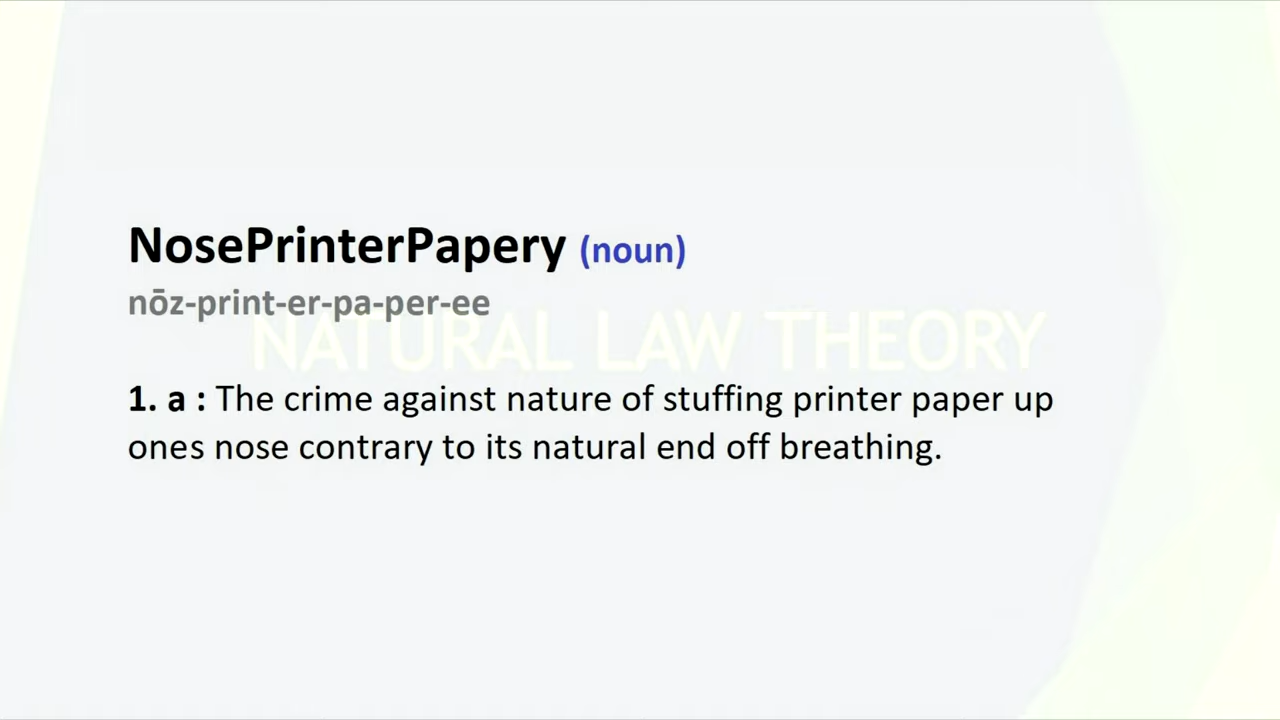 NosePrinterPapery (noun)
nōz-print-er-pa-per-ee
NATURAL LAW THEORY
1. a : The crime against nature of stuffing printer paper up
ones nose contrary to its natural end off breathing.